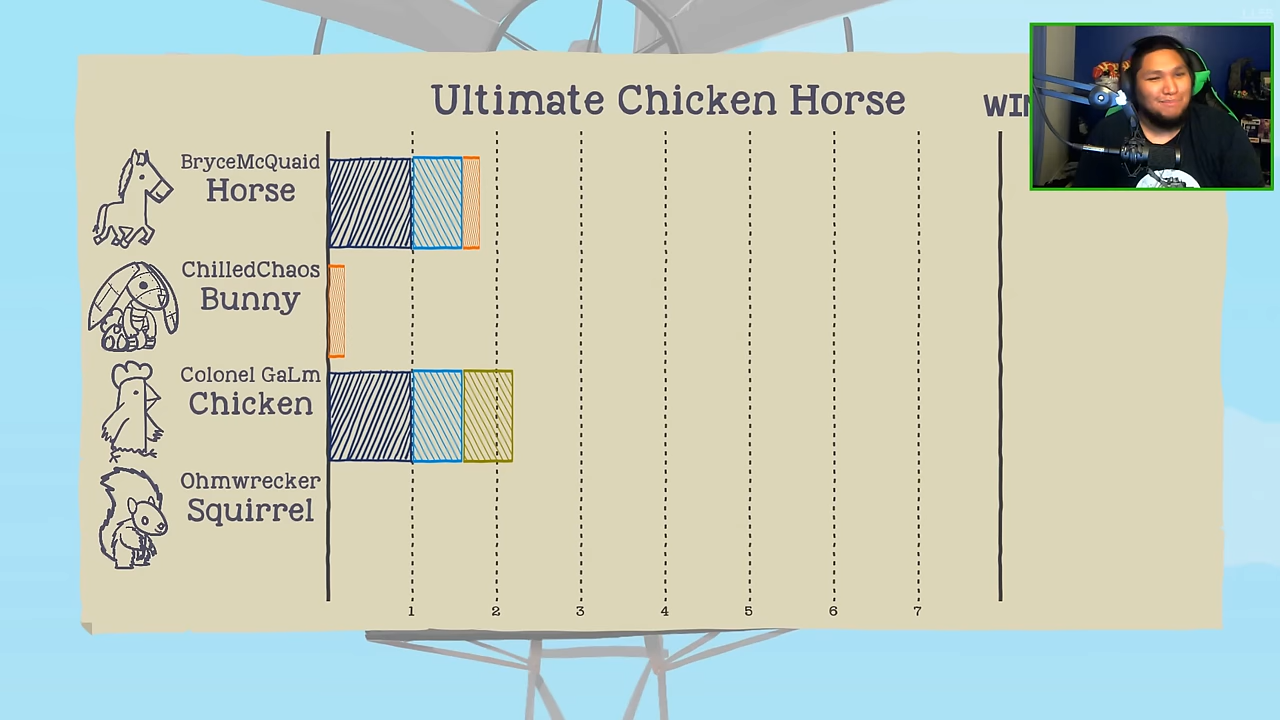 Ultimate Chicken Horse
BryceMcQuaid
Horse
ChilledChaos
Bunny
Colonel GaLm
Chicken
Ohmwrecker
Squirrel
1 2 3 4 5 6 7